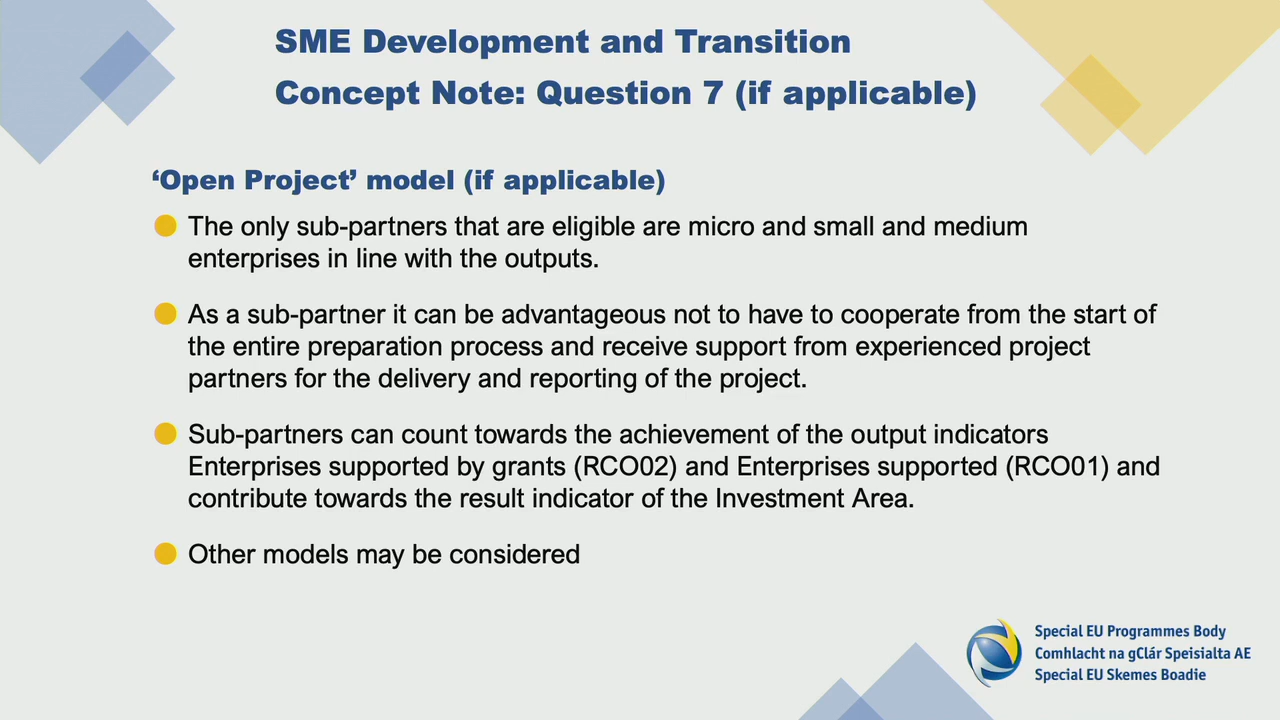 SME Development and Transition
Concept Note: Question 7 (if applicable)
‘Open Project’ model (if applicable)
The only sub-partners that are eligible are micro and small and medium
enterprises in line with the outputs.
As a sub-partner it can be advantageous not to have to cooperate from the start of
the entire preparation process and receive support from experienced project
partners for the delivery and reporting of the project.
Sub-partners can count towards the achievement of the output indicators
Enterprises supported by grants (RCO02) and Enterprises supported (RCO01) and
contribute towards the result indicator of the Investment Area.
Other models may be considered
Special EU Programmes Body
Comhlacht na gClár Speisialta AE
Special EU Skemes Boadie